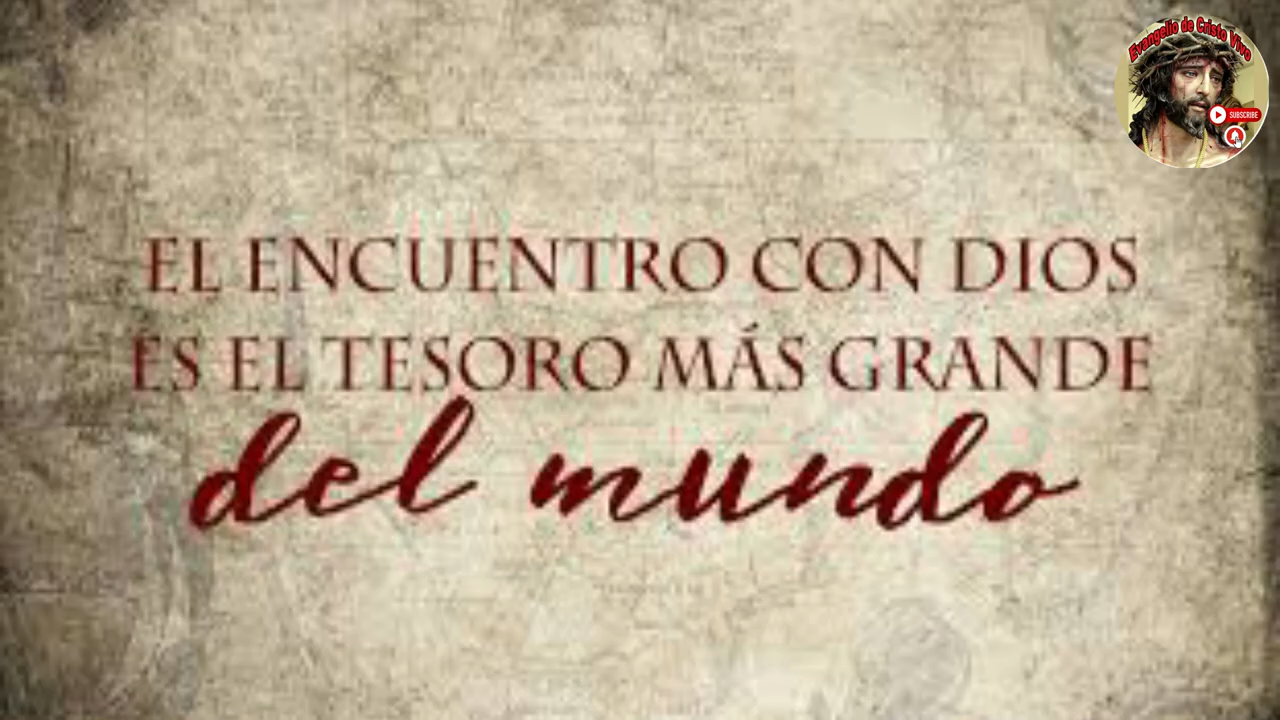 Evangelio de Cristo Vivo
SUBSCRIBE
EL ENCUENTRO CON DIOS
ES EL TESORO MÁS GRANDE
del mundo